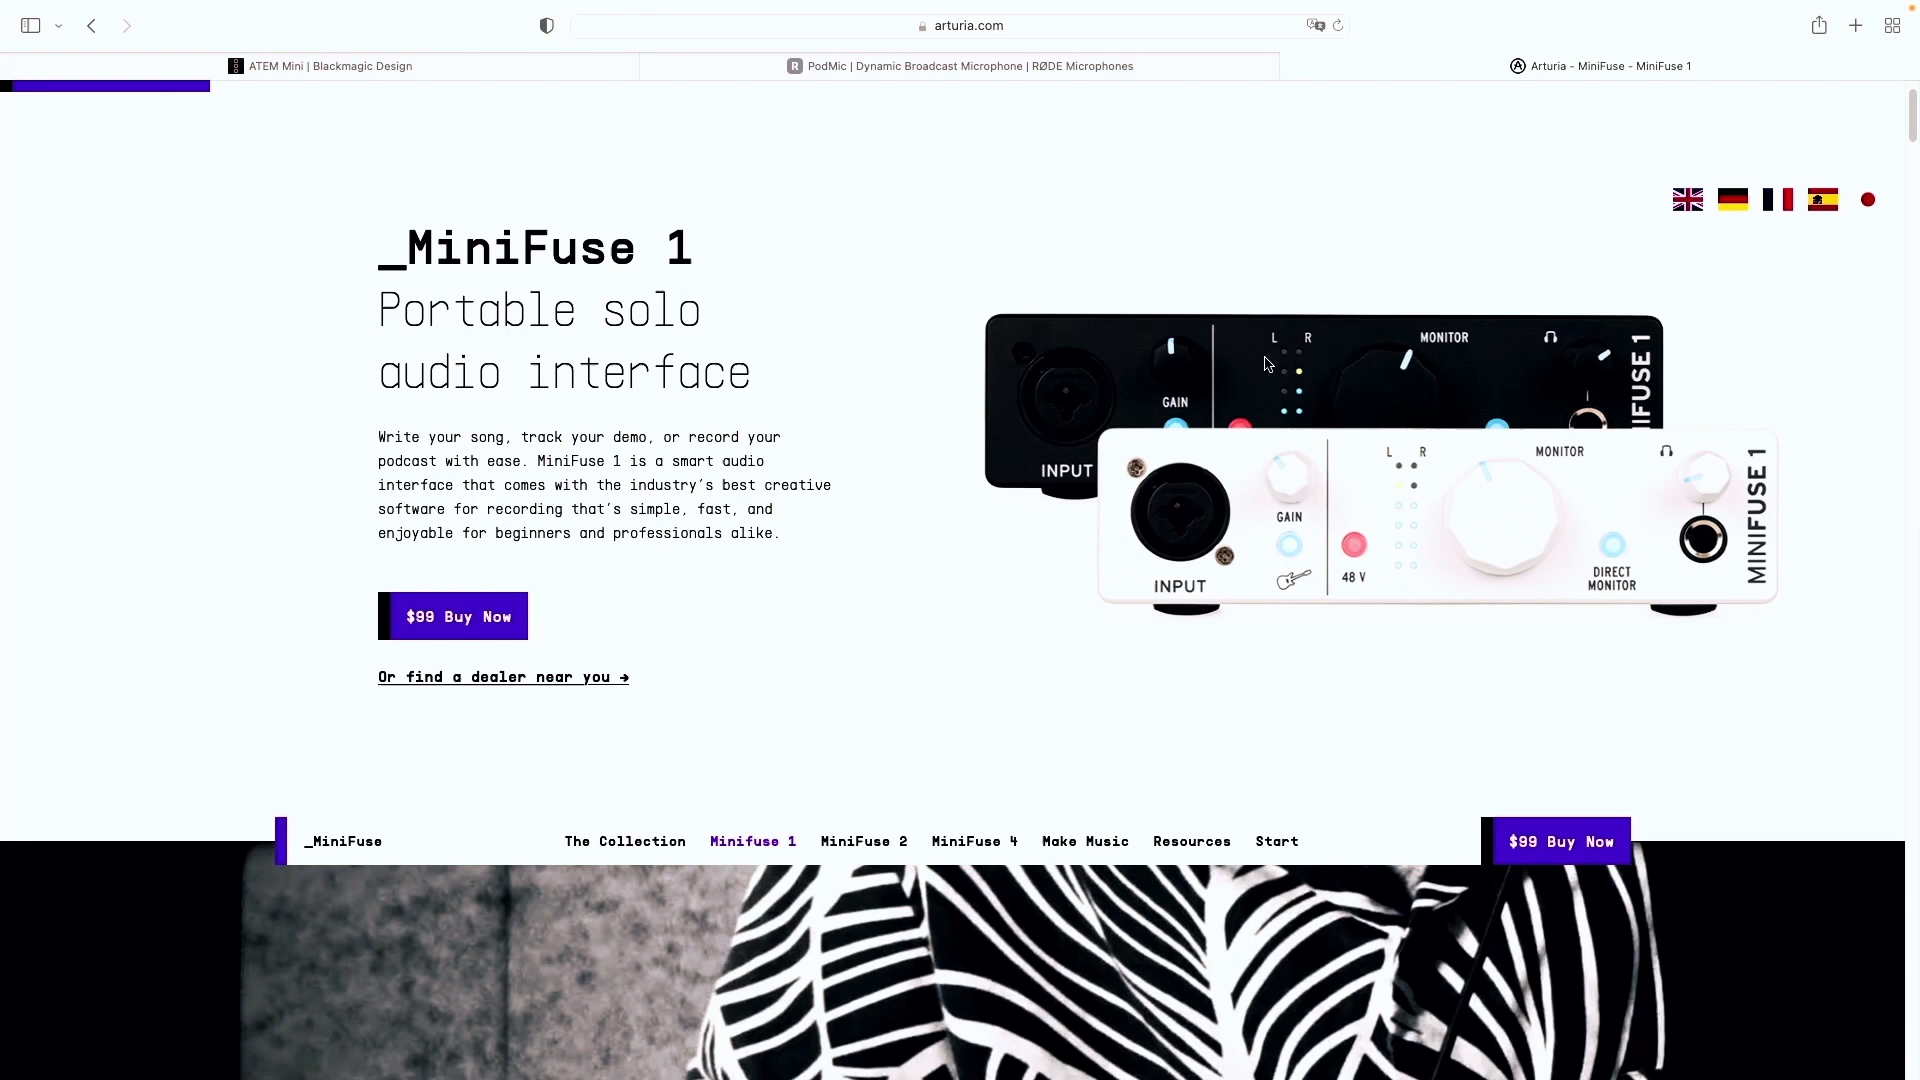 arturia.com
ATEM Mini | Blackmagic Design
PodMic | Dynamic Broadcast Microphone | RØDE Microphones
Arturia - MiniFuse - MiniFuse 1
_MiniFuse 1
Portable solo
audio interface
Write your song, track your demo, or record your
podcast with ease. MiniFuse 1 is a smart audio
interface that comes with the industry's best creative
software for recording that's simple, fast, and
enjoyable for beginners and professionals alike.
$99 Buy Now
Or find a dealer near you →
L R
MONITOR
GAIN
INPUT
L R
MONITOR
GAIN
INPUT
48 V
DIRECT
MONITOR
MINIFUSE 1
_MiniFuse
The Collection
Minifuse 1
MiniFuse 2
MiniFuse 4
Make Music
Resources
Start
$99 Buy Now